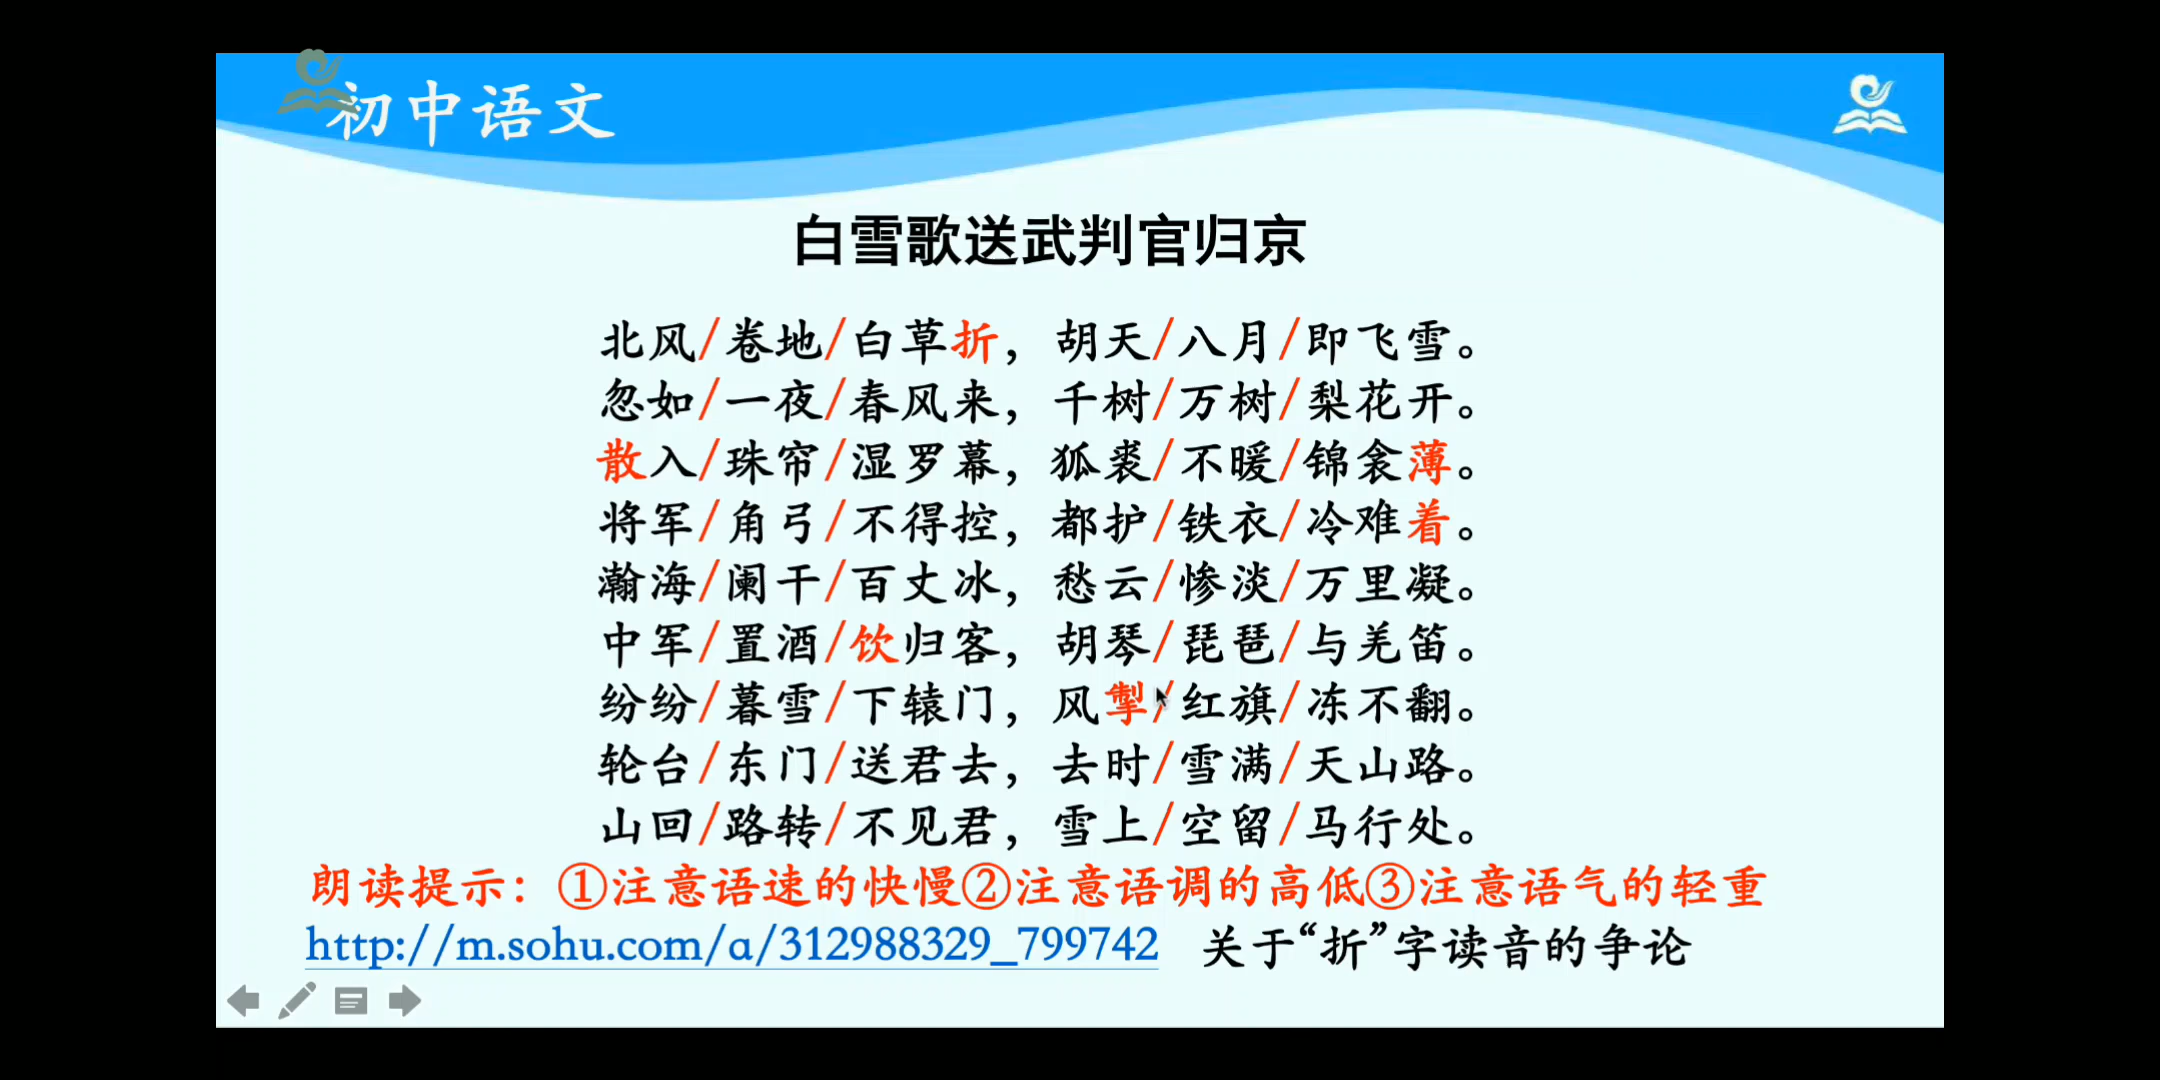 初中语文
白雪歌送武判官归京
北风/卷地/白草折，胡天/八月/即飞雪。
忽如/一夜/春风来，千树/万树/梨花开。
散入/珠帘/湿罗幕，狐裘/不暖/锦衾薄。
将军/角弓/不得控，都护/铁衣/冷难着。
瀚海/阑干/百丈冰，愁云/惨淡/万里凝。
中军/置酒/饮归客，胡琴/琵琶/与羌笛。
纷纷/暮雪/下辕门，风掣/红旗/冻不翻。
轮台/东门/送君去，去时/雪满/天山路。
山回/路转/不见君，雪上/空留/马行处。
朗读提示：①注意语速的快慢②注意语调的高低③注意语气的轻重
http://m.sohu.com/a/312988329_799742 关于“折”字读音的争论